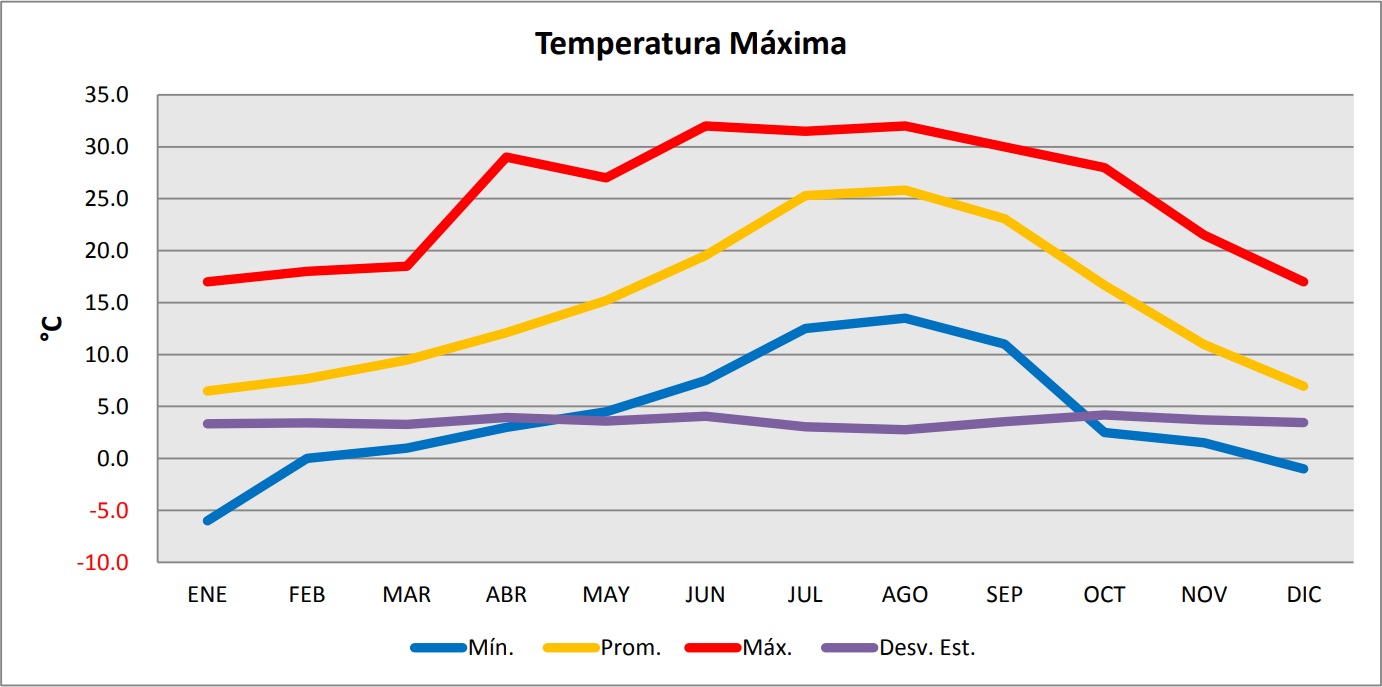 Temperatura Máxima
35.0
30.0
25.0
20.0
15.0
10.0
5.0
0.0
-5.0
-10.0
°C
ENE FEB MAR ABR MAY JUN JUL AGO SEP OCT NOV DIC
Mín. Prom. Máx. Desv. Est.